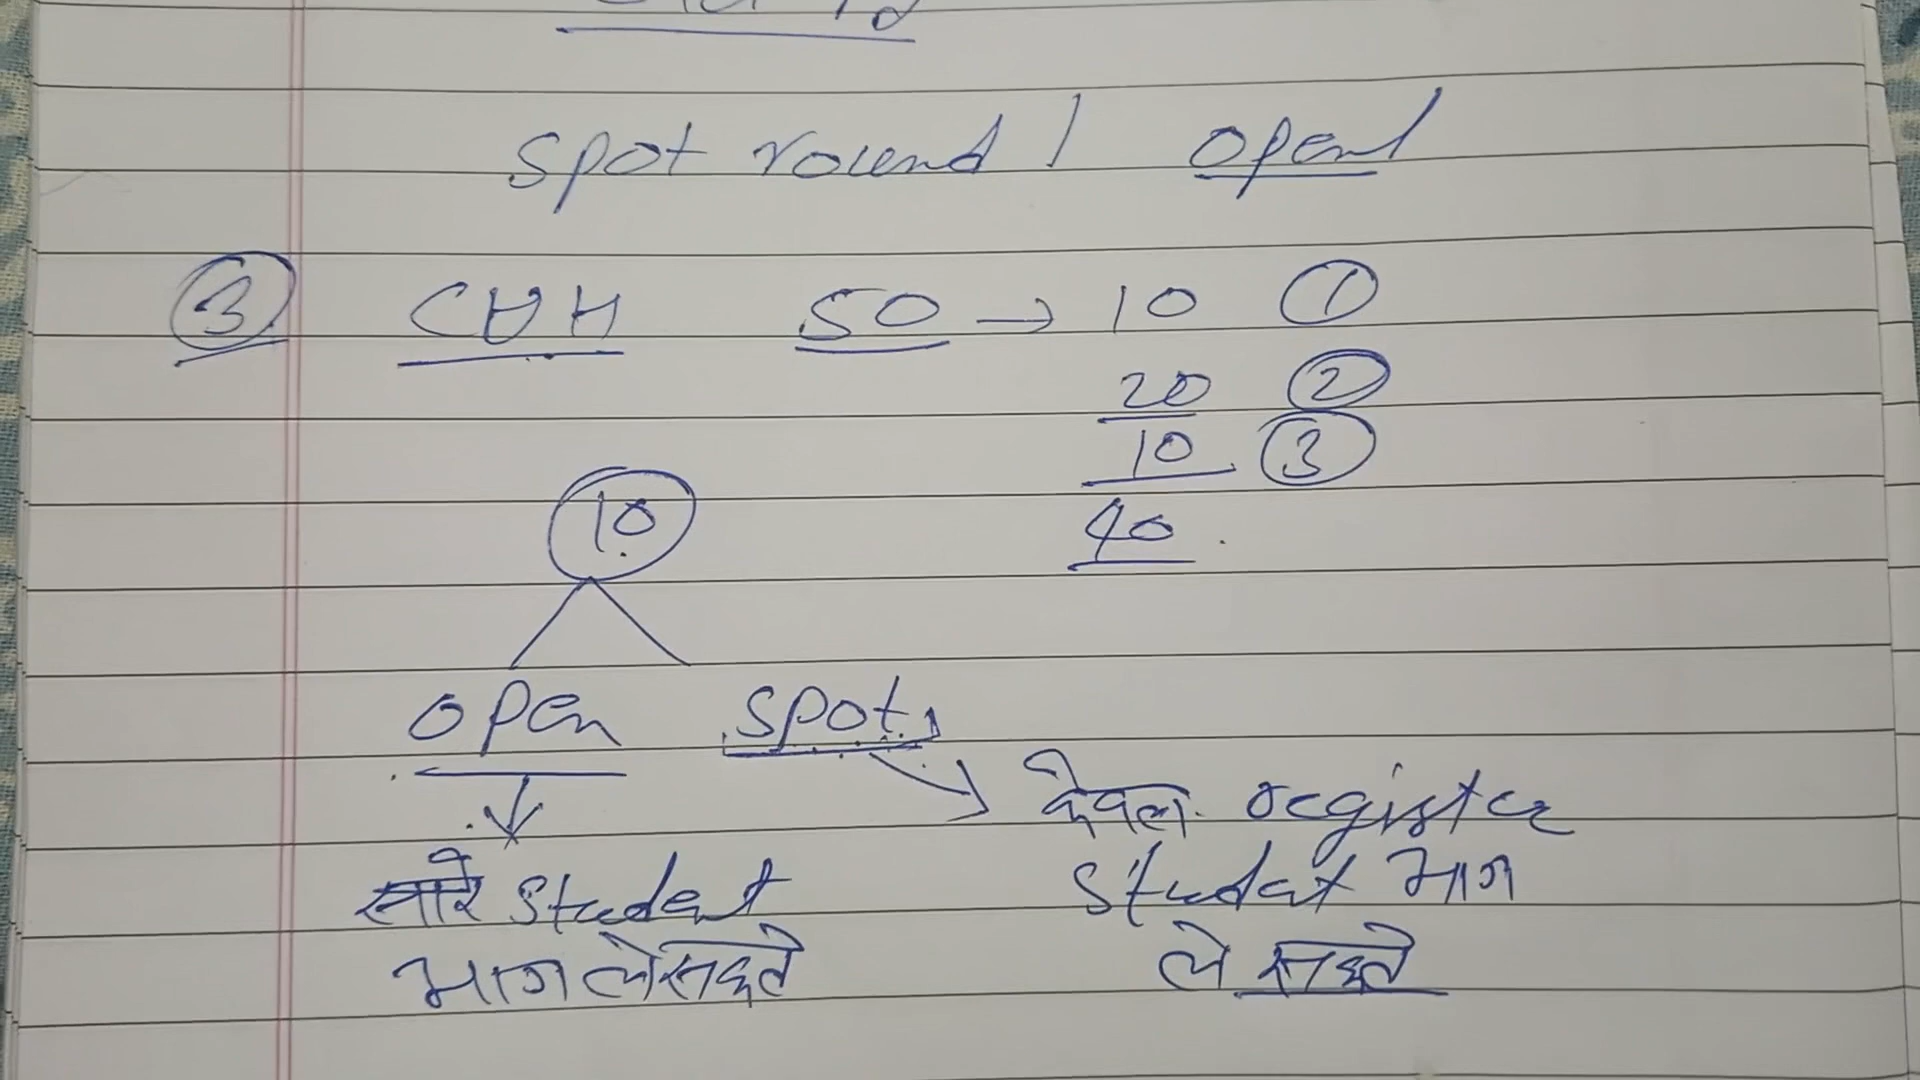 spot round / open
3 CHH 50 → 10 1
20 2
10 3
40
10
open spot
केवल register
सारे student student भाग
भाग ले सकते ले सकते